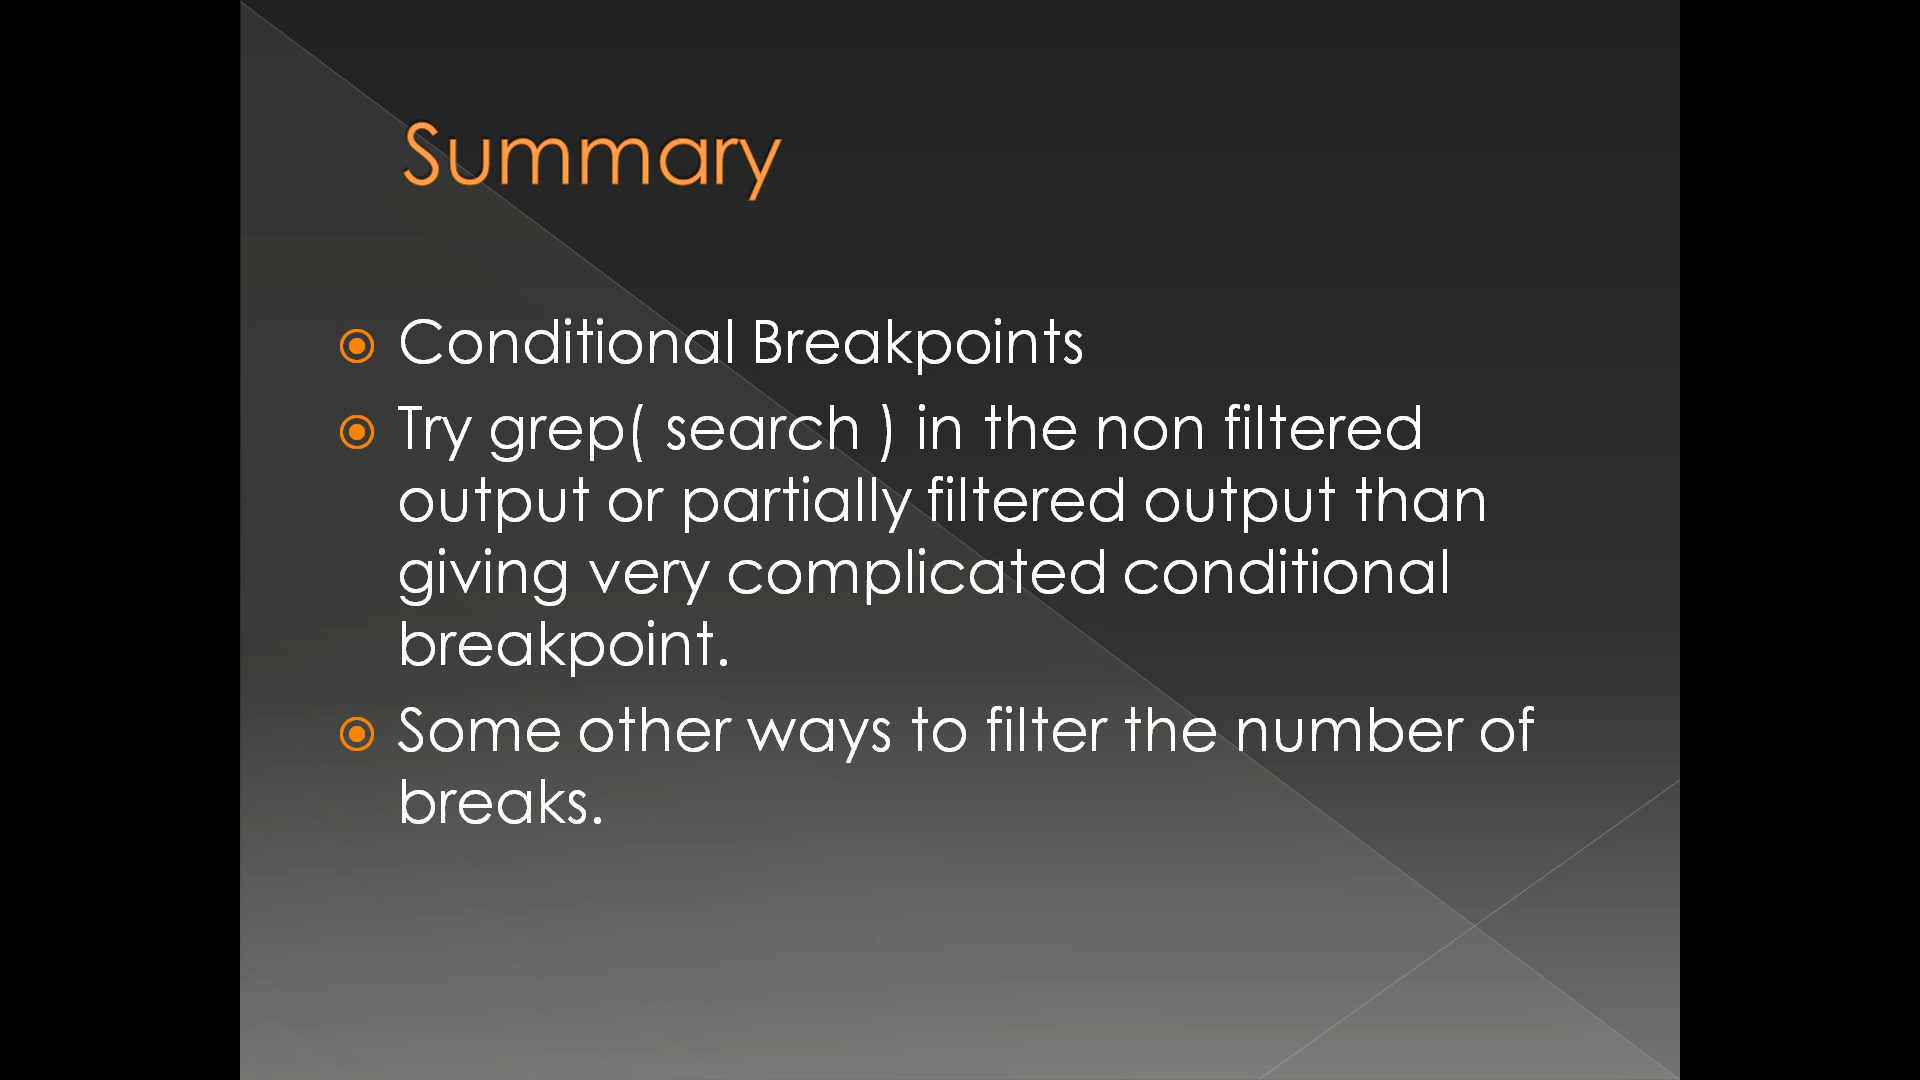 Summary
Conditional Breakpoints
Try grep( search ) in the non filtered
output or partially filtered output than
giving very complicated conditional
breakpoint.
Some other ways to filter the number of
breaks.